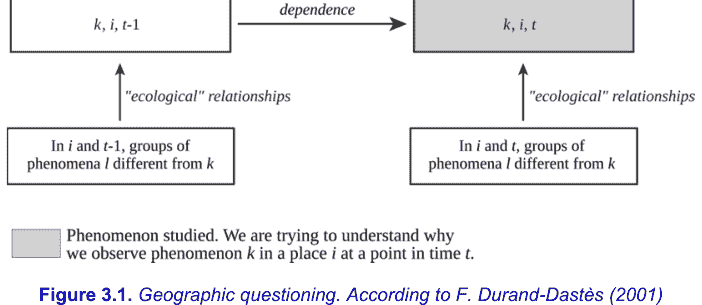 dependence
k, i, t-1
k, i, t
"ecological" relationships
"ecological" relationships
In i and t-1, groups of
phenomena l different from k
In i and t, groups of
phenomena l different from k
Phenomenon studied. We are trying to understand why
we observe phenomenon k in a place i at a point in time t.
Figure 3.1. Geographic questioning. According to F. Durand-Dastès (2001)